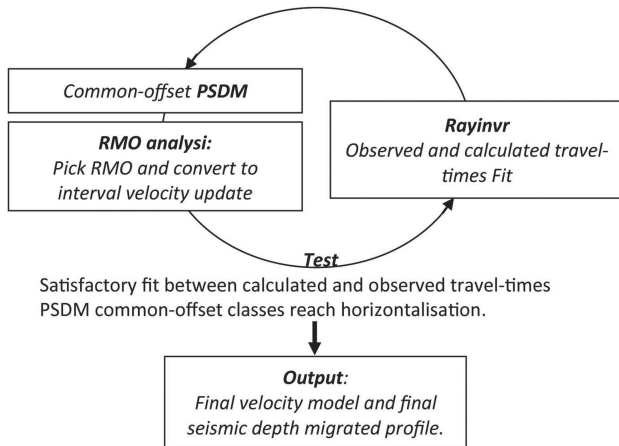 Common-offset PSDM
RMO analysi:
Pick RMO and convert to
interval velocity update
Rayinvr
Observed and calculated travel-
times Fit
Test
Satisfactory fit between calculated and observed travel-times
PSDM common-offset classes reach horizontalisation.
Output:
Final velocity model and final
seismic depth migrated profile.